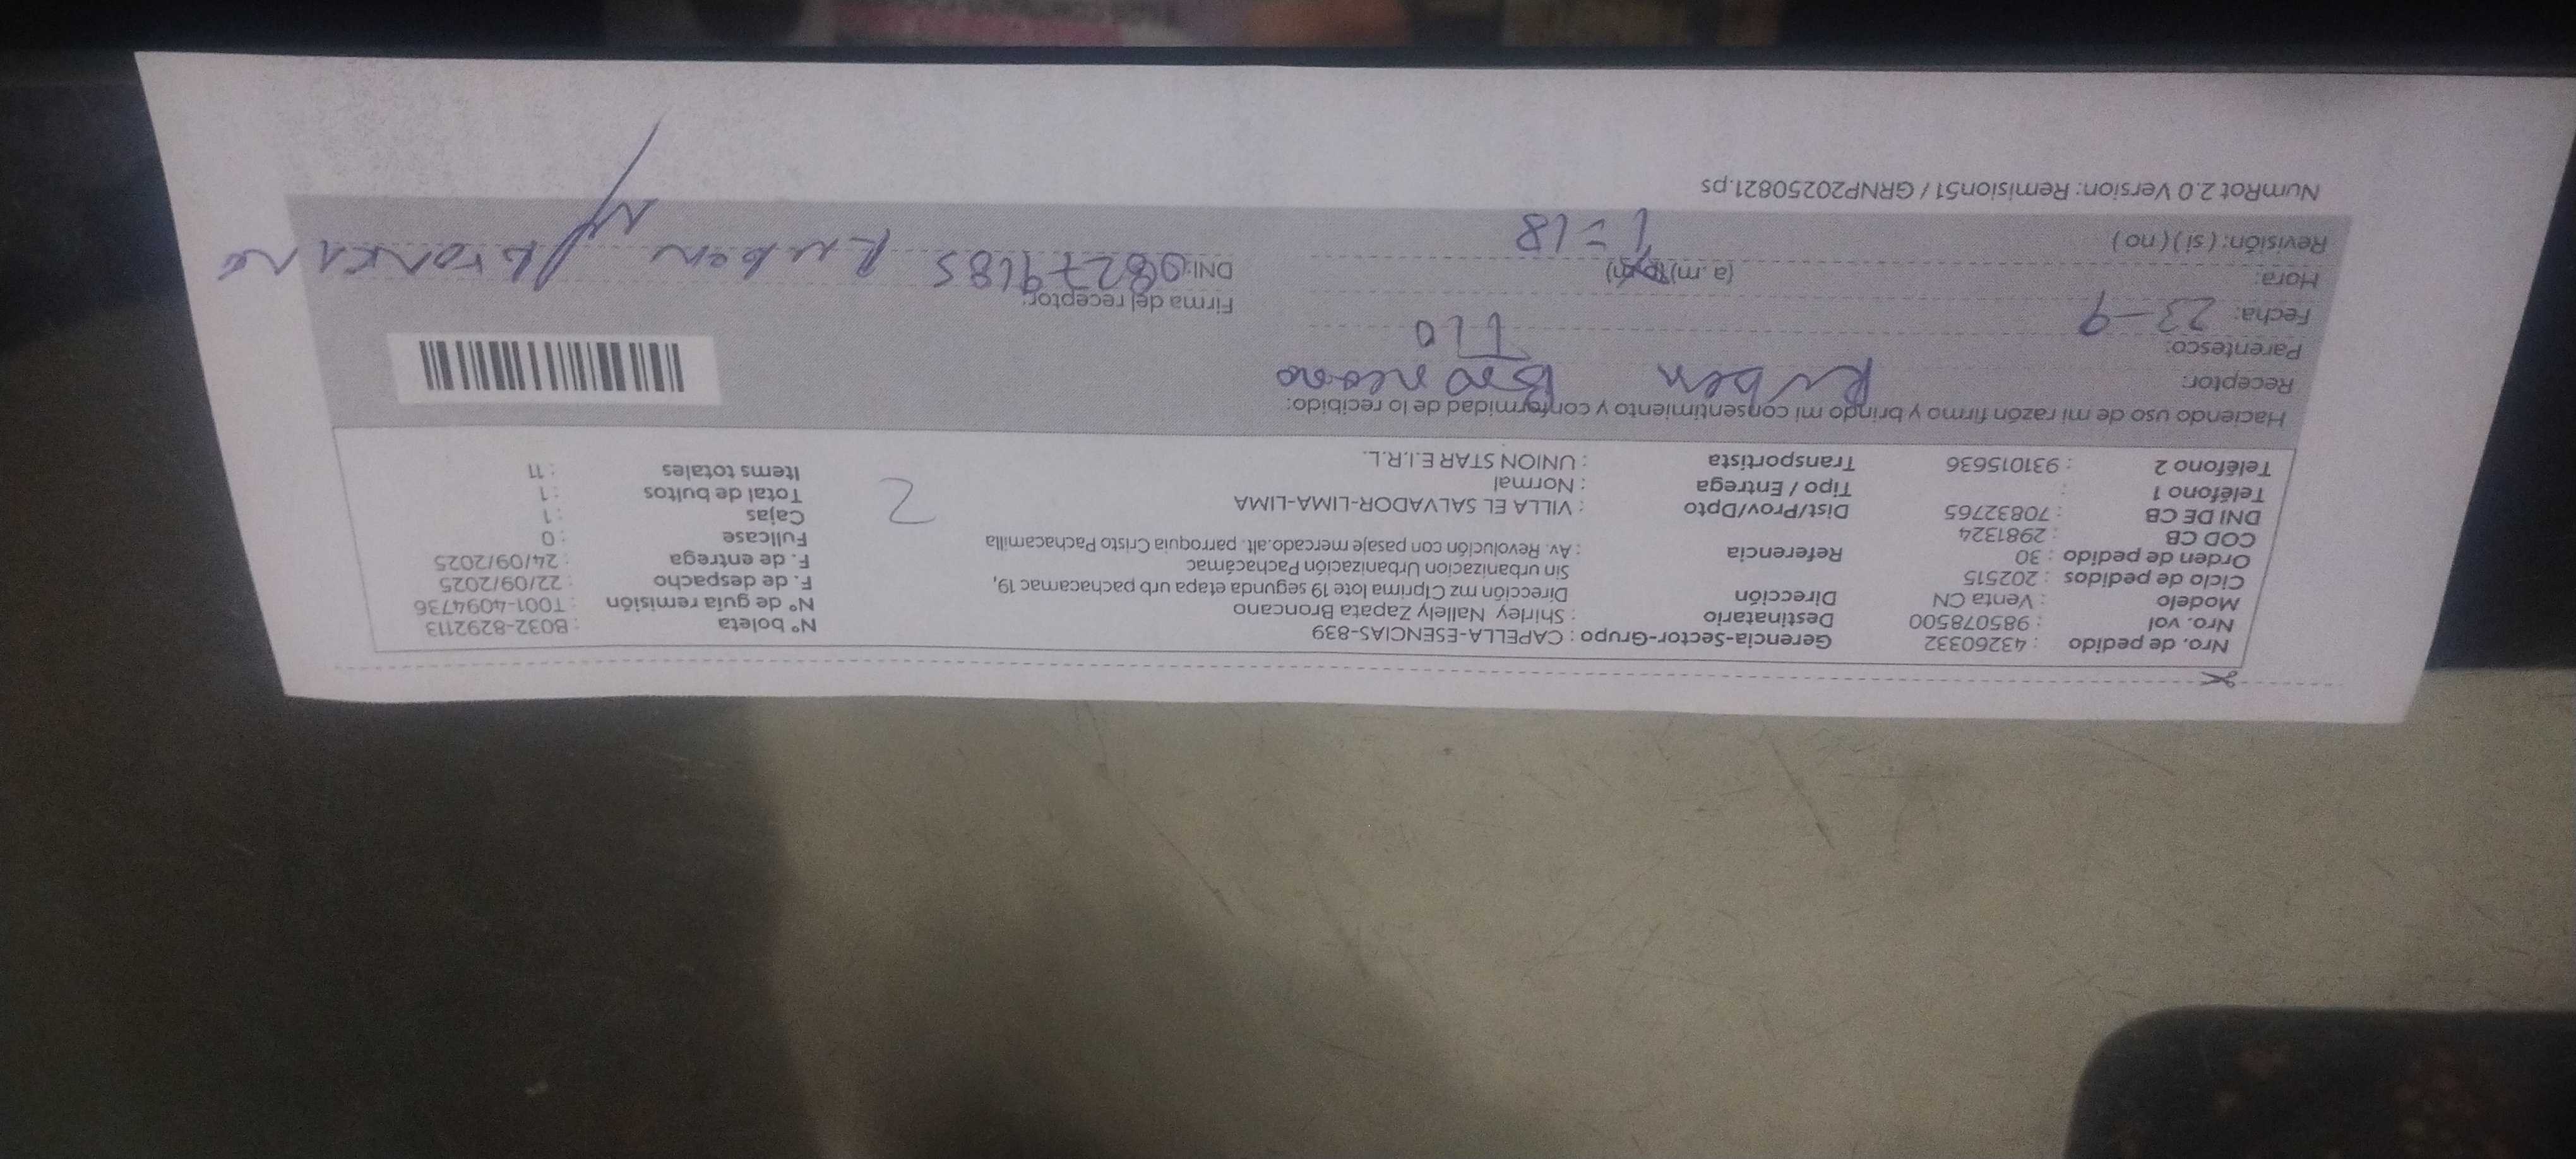 Nro. de pedido : 43260332 Gerencia-Sector-Grupo : CAPELLA-ESENCIAS-839 Nº boleta : B032-8292113
Nro. vol : 985078500 Destinatario : Shirley Nallely Zapata Broncano Nº de guía remisión : T001-4094736
Modelo : Venta CN Dirección Dirección mz C1prima lote 19 segunda etapa urb pachacamac 19, F. de despacho : 22/09/2025
Ciclo de pedidos : 202515 Sin urbanizacion Urbanización Pachacámac F. de entrega : 24/09/2025
Orden de pedido : 30 Referencia : Av. Revolución con pasaje mercado.alt. parroquia Cristo Pachacamilla Fullcase : 0
COD CB : 2981324 Cajas : 1
DNI DE CB : 70832765 Dist/Prov/Dpto : VILLA EL SALVADOR-LIMA-LIMA 2 Total de bultos : 1
Teléfono 1 : Tipo / Entrega : Normal Items totales : 11
Teléfono 2 : 931015636 Transportista : UNION STAR E.I.R.L.
Haciendo uso de mi razón firmo y brindo mi consentimiento y conformidad de lo recibido:
Receptor: Ruben Broncano
Parentesco: TIO
Fecha: 23-9 Firma del receptor:
Hora: (a. m) (p. m) DNI: 08279685 Ruben Broncano
Revisión: ( si ) ( no ) 1 = 18
NumRot 2.0 Version: Remision51 / GRNP20250821.ps